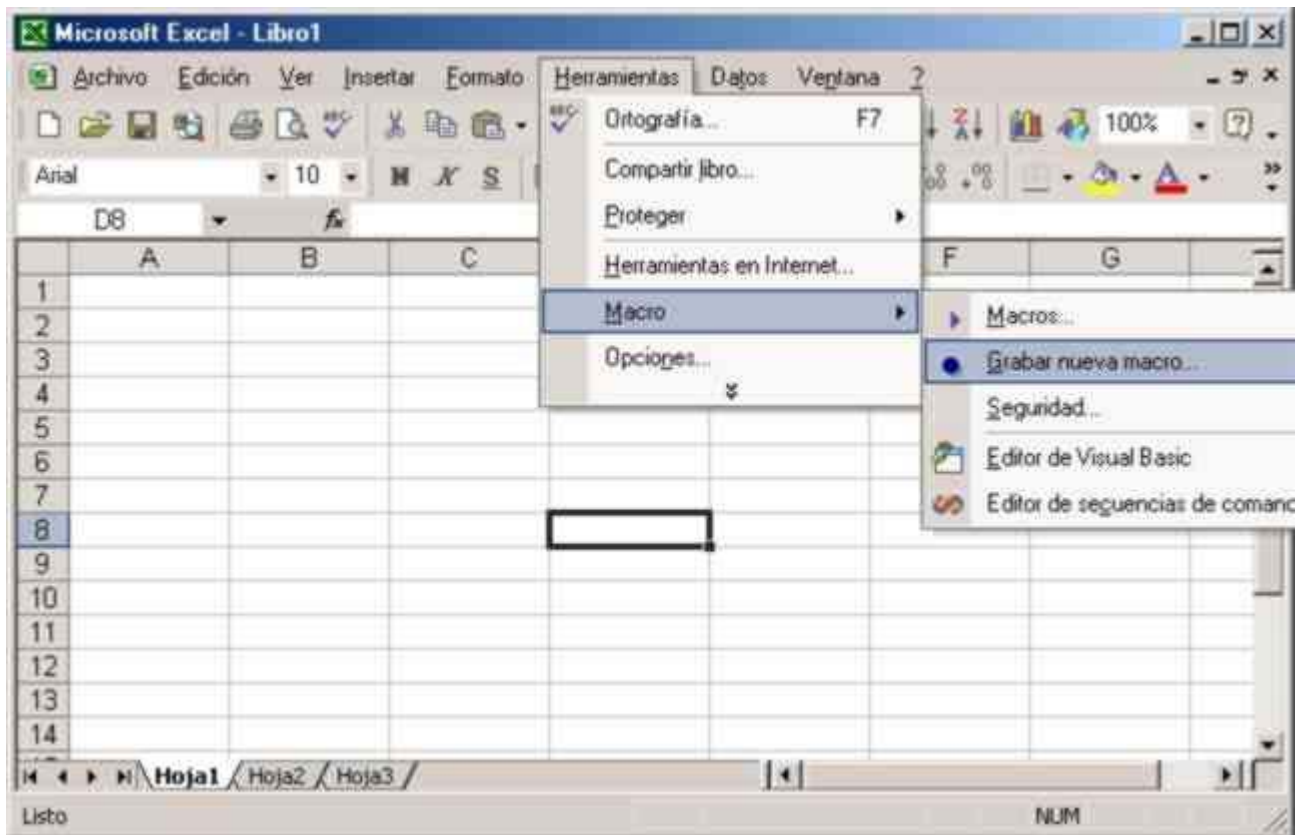 Microsoft Excel - Libro1
Archivo Edición Ver Insertar Formato Herramientas Datos Ventana ?
Ortografía... F7
100%
Arial 10 N K S
Compartir libro...
Proteger
D8 fx
Herramientas en Internet...
A B C F G
Macro
Macros...
Opciones...
Grabar nueva macro...
Seguridad...
Editor de Visual Basic
Editor de secuencias de comand
1
2
3
4
5
6
7
8
9
10
11
12
13
14
Hoja1 Hoja2 Hoja3
Listo NUM